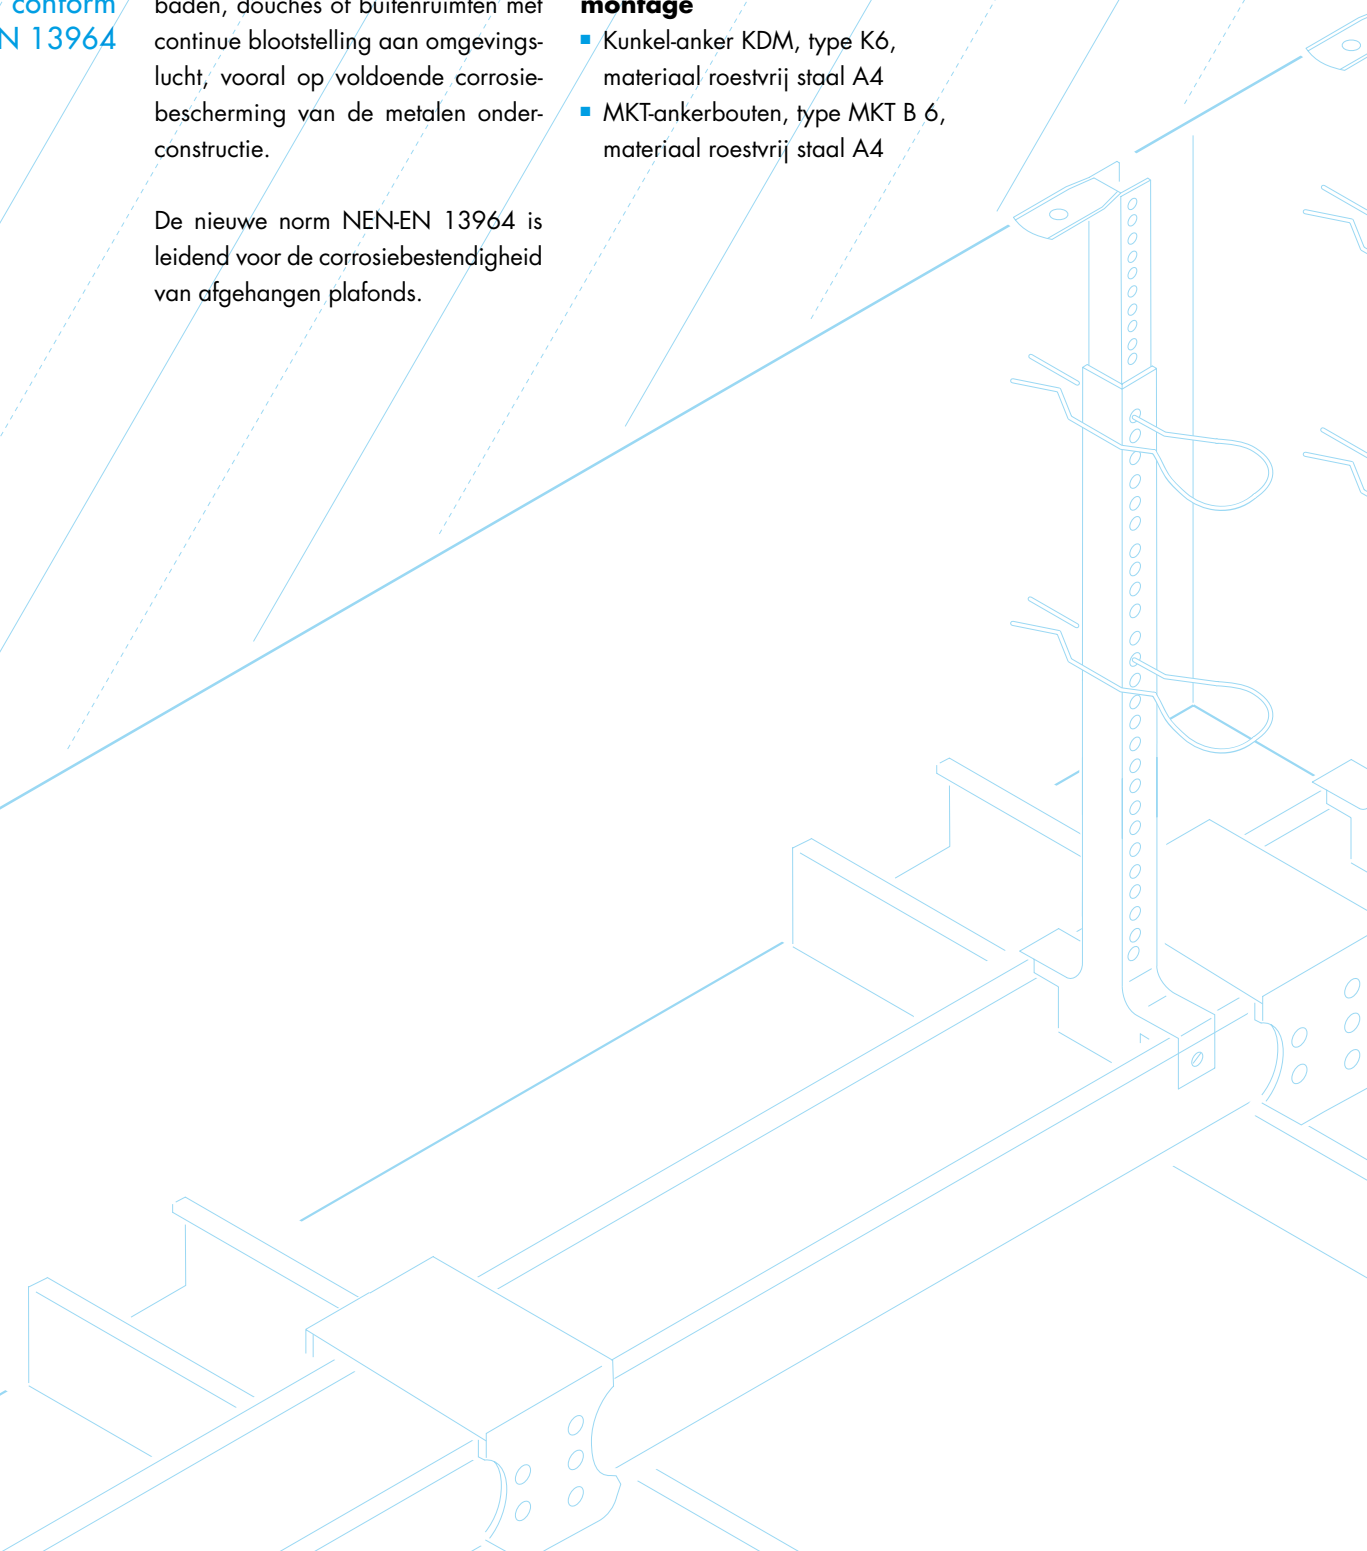 conform
N 13964
baden, douches of buitenruimten met
continue blootstelling aan omgevings-
lucht, vooral op voldoende corrosie-
bescherming van de metalen onder-
constructie.
De nieuwe norm NEN-EN 13964 is
leidend voor de corrosiebestendigheid
van afgehangen plafonds.
montage
▪ Kunkel-anker KDM, type K6,
materiaal roestvrij staal A4
▪ MKT-ankerbouten, type MKT B 6,
materiaal roestvrij staal A4